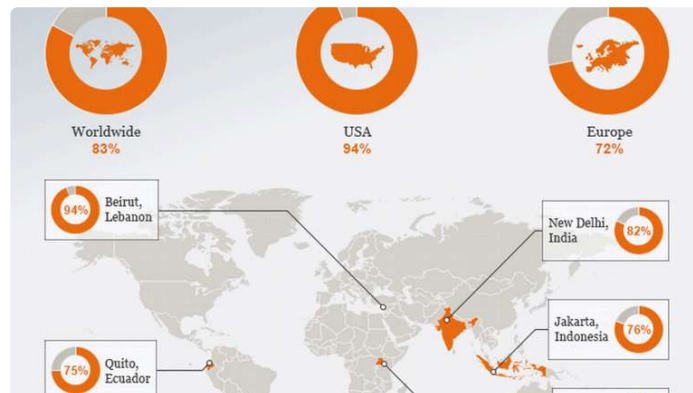 Worldwide
83%
USA
94%
Europe
72%
94%
Beirut,
Lebanon
New Delhi,
India
82%
Jakarta,
Indonesia
76%
75%
Quito,
Ecuador